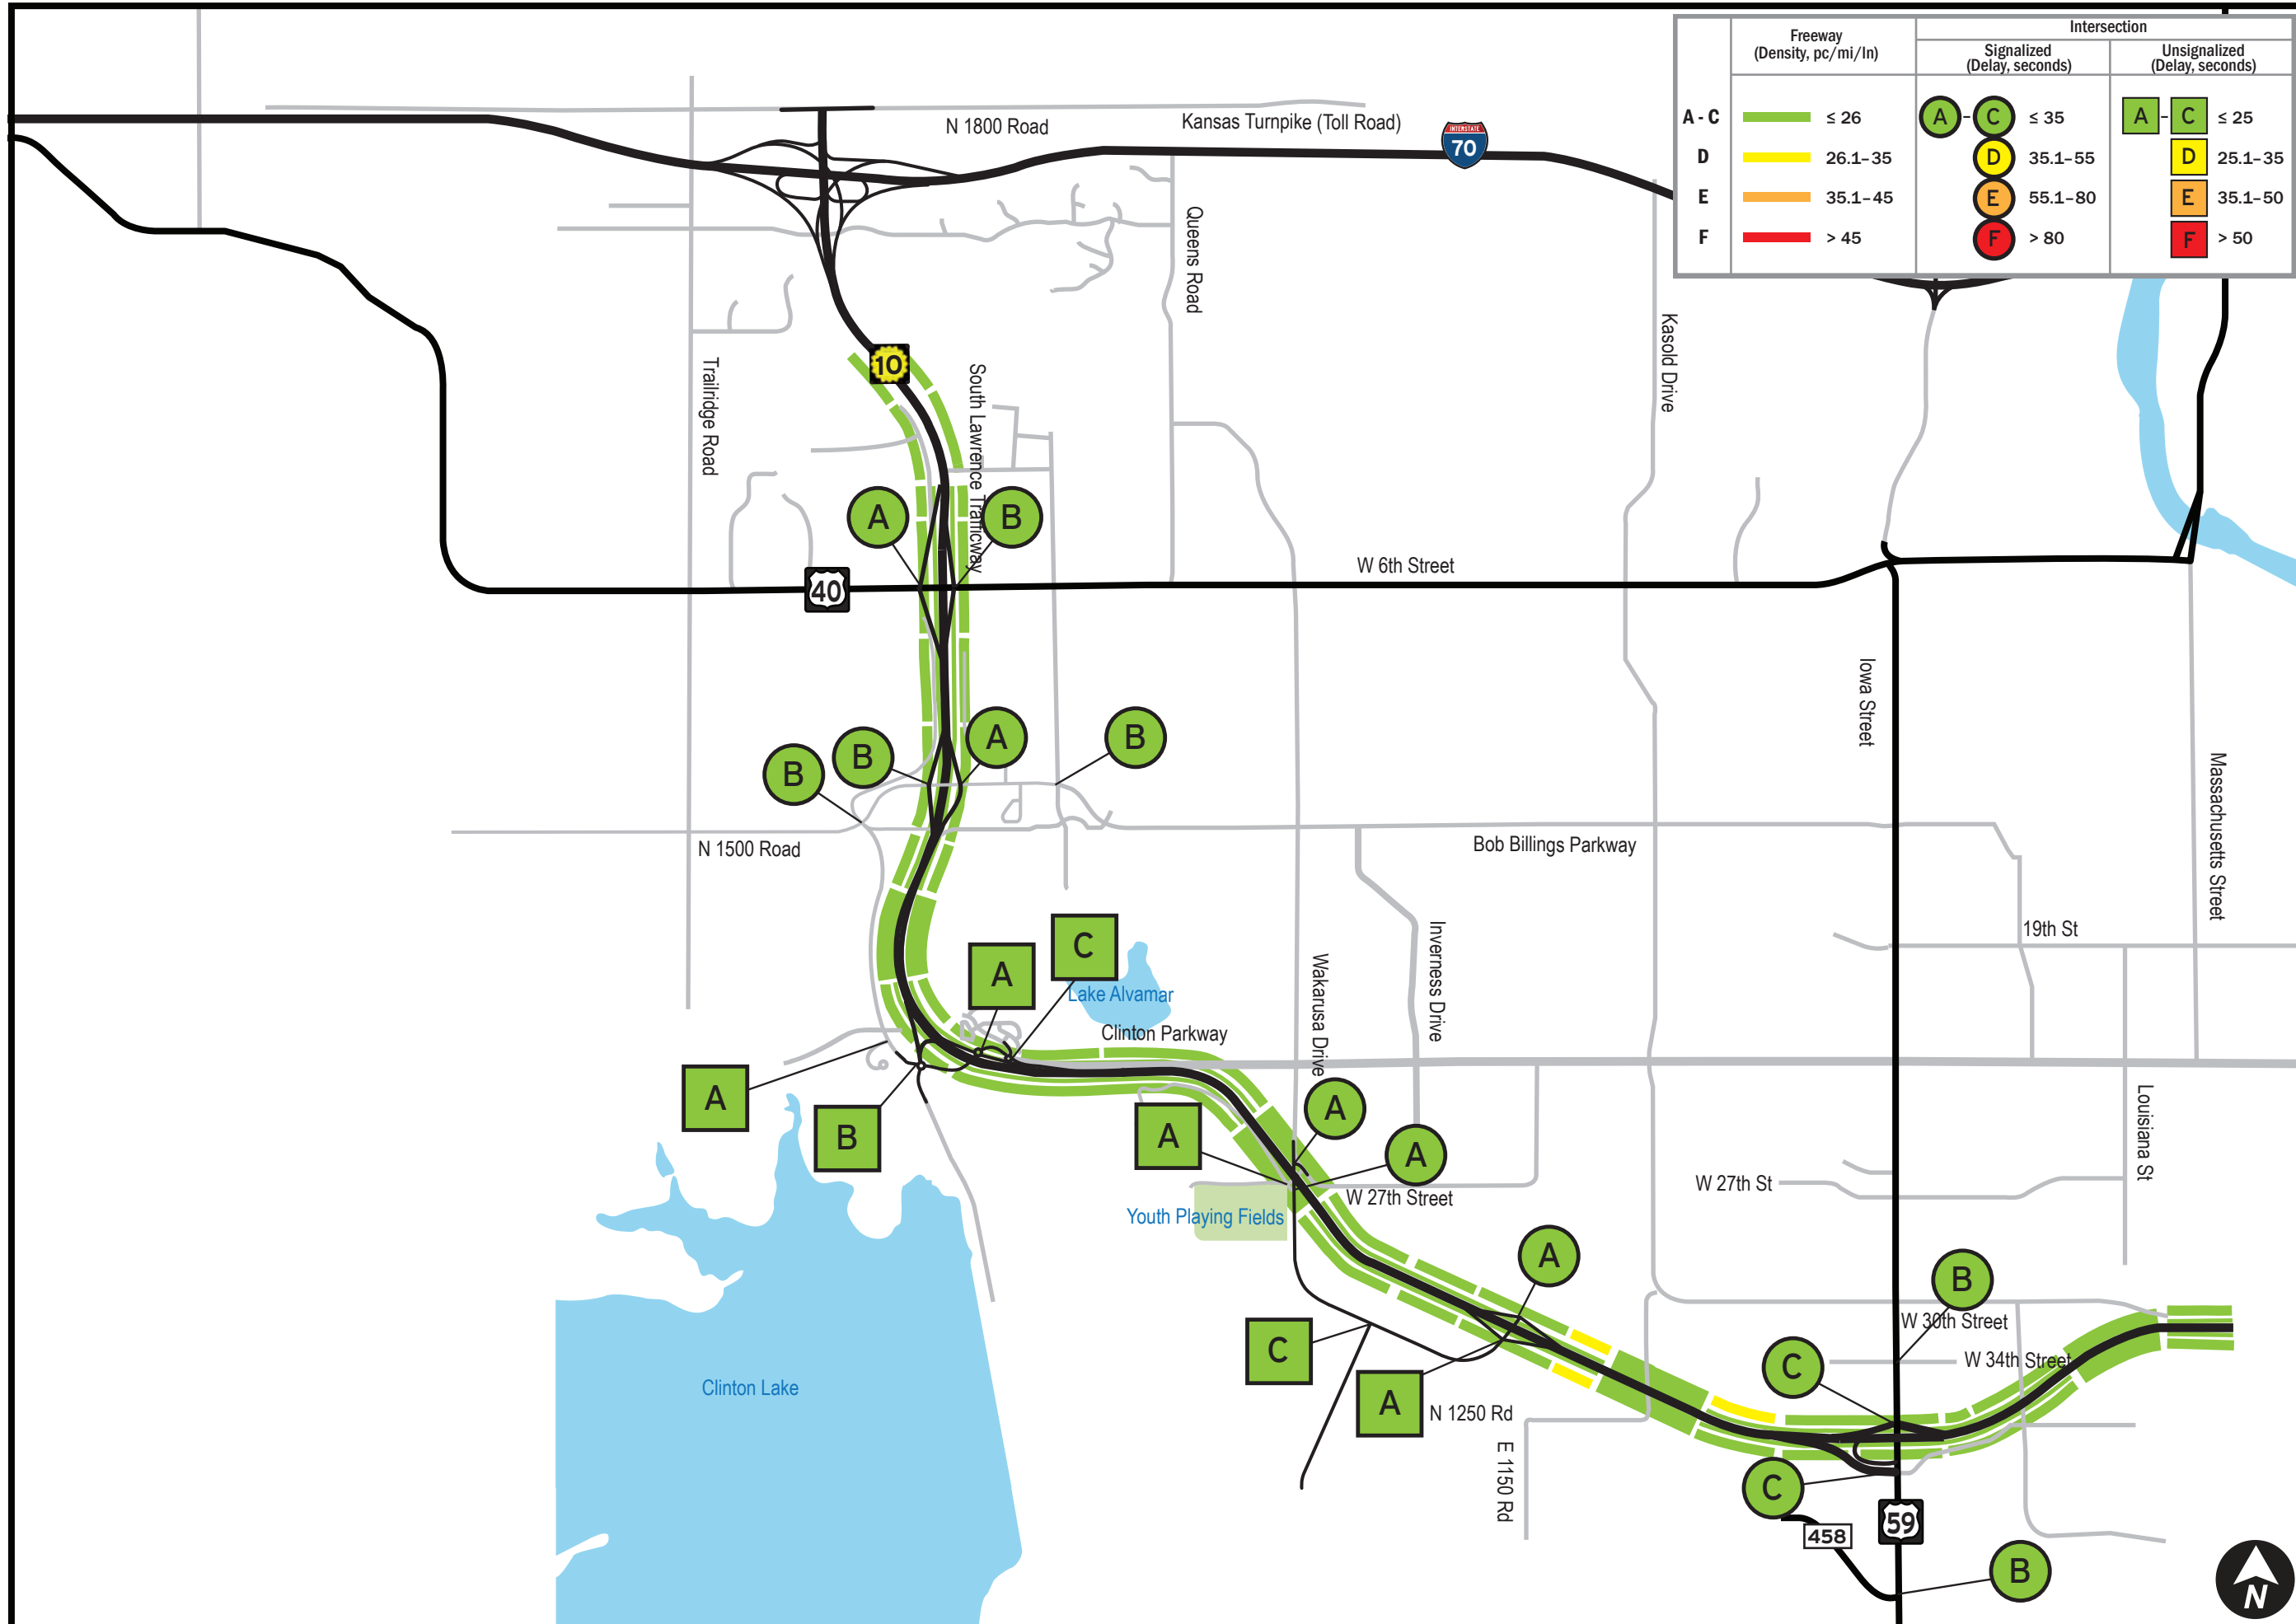 Freeway
(Density, pc/mi/ln)
Intersection
Signalized
(Delay, seconds)
Unsignalized
(Delay, seconds)
A - C ≤ 26 A - C ≤ 35 A - C ≤ 25
D 26.1-35 D 35.1-55 D 25.1-35
E 35.1-45 E 55.1-80 E 35.1-50
F > 45 F > 80 F > 50
N 1800 Road
Kansas Turnpike (Toll Road)
INTERSTATE
70
Queens Road
Kasold Drive
Trailridge Road
10
South Lawrence Trafficway
A
B
W 6th Street
40
Iowa Street
B
B
A
B
N 1500 Road
Bob Billings Parkway
Massachusetts Street
19th St
C
A
Lake Alvamar
Clinton Parkway
Wakarusa Drive
Inverness Drive
A
B
A
A
A
Louisiana St
W 27th Street
W 27th St
Youth Playing Fields
A
B
W 30th Street
W 34th Street
C
C
Clinton Lake
A
N 1250 Rd
E 1150 Rd
C
458
59
B
N